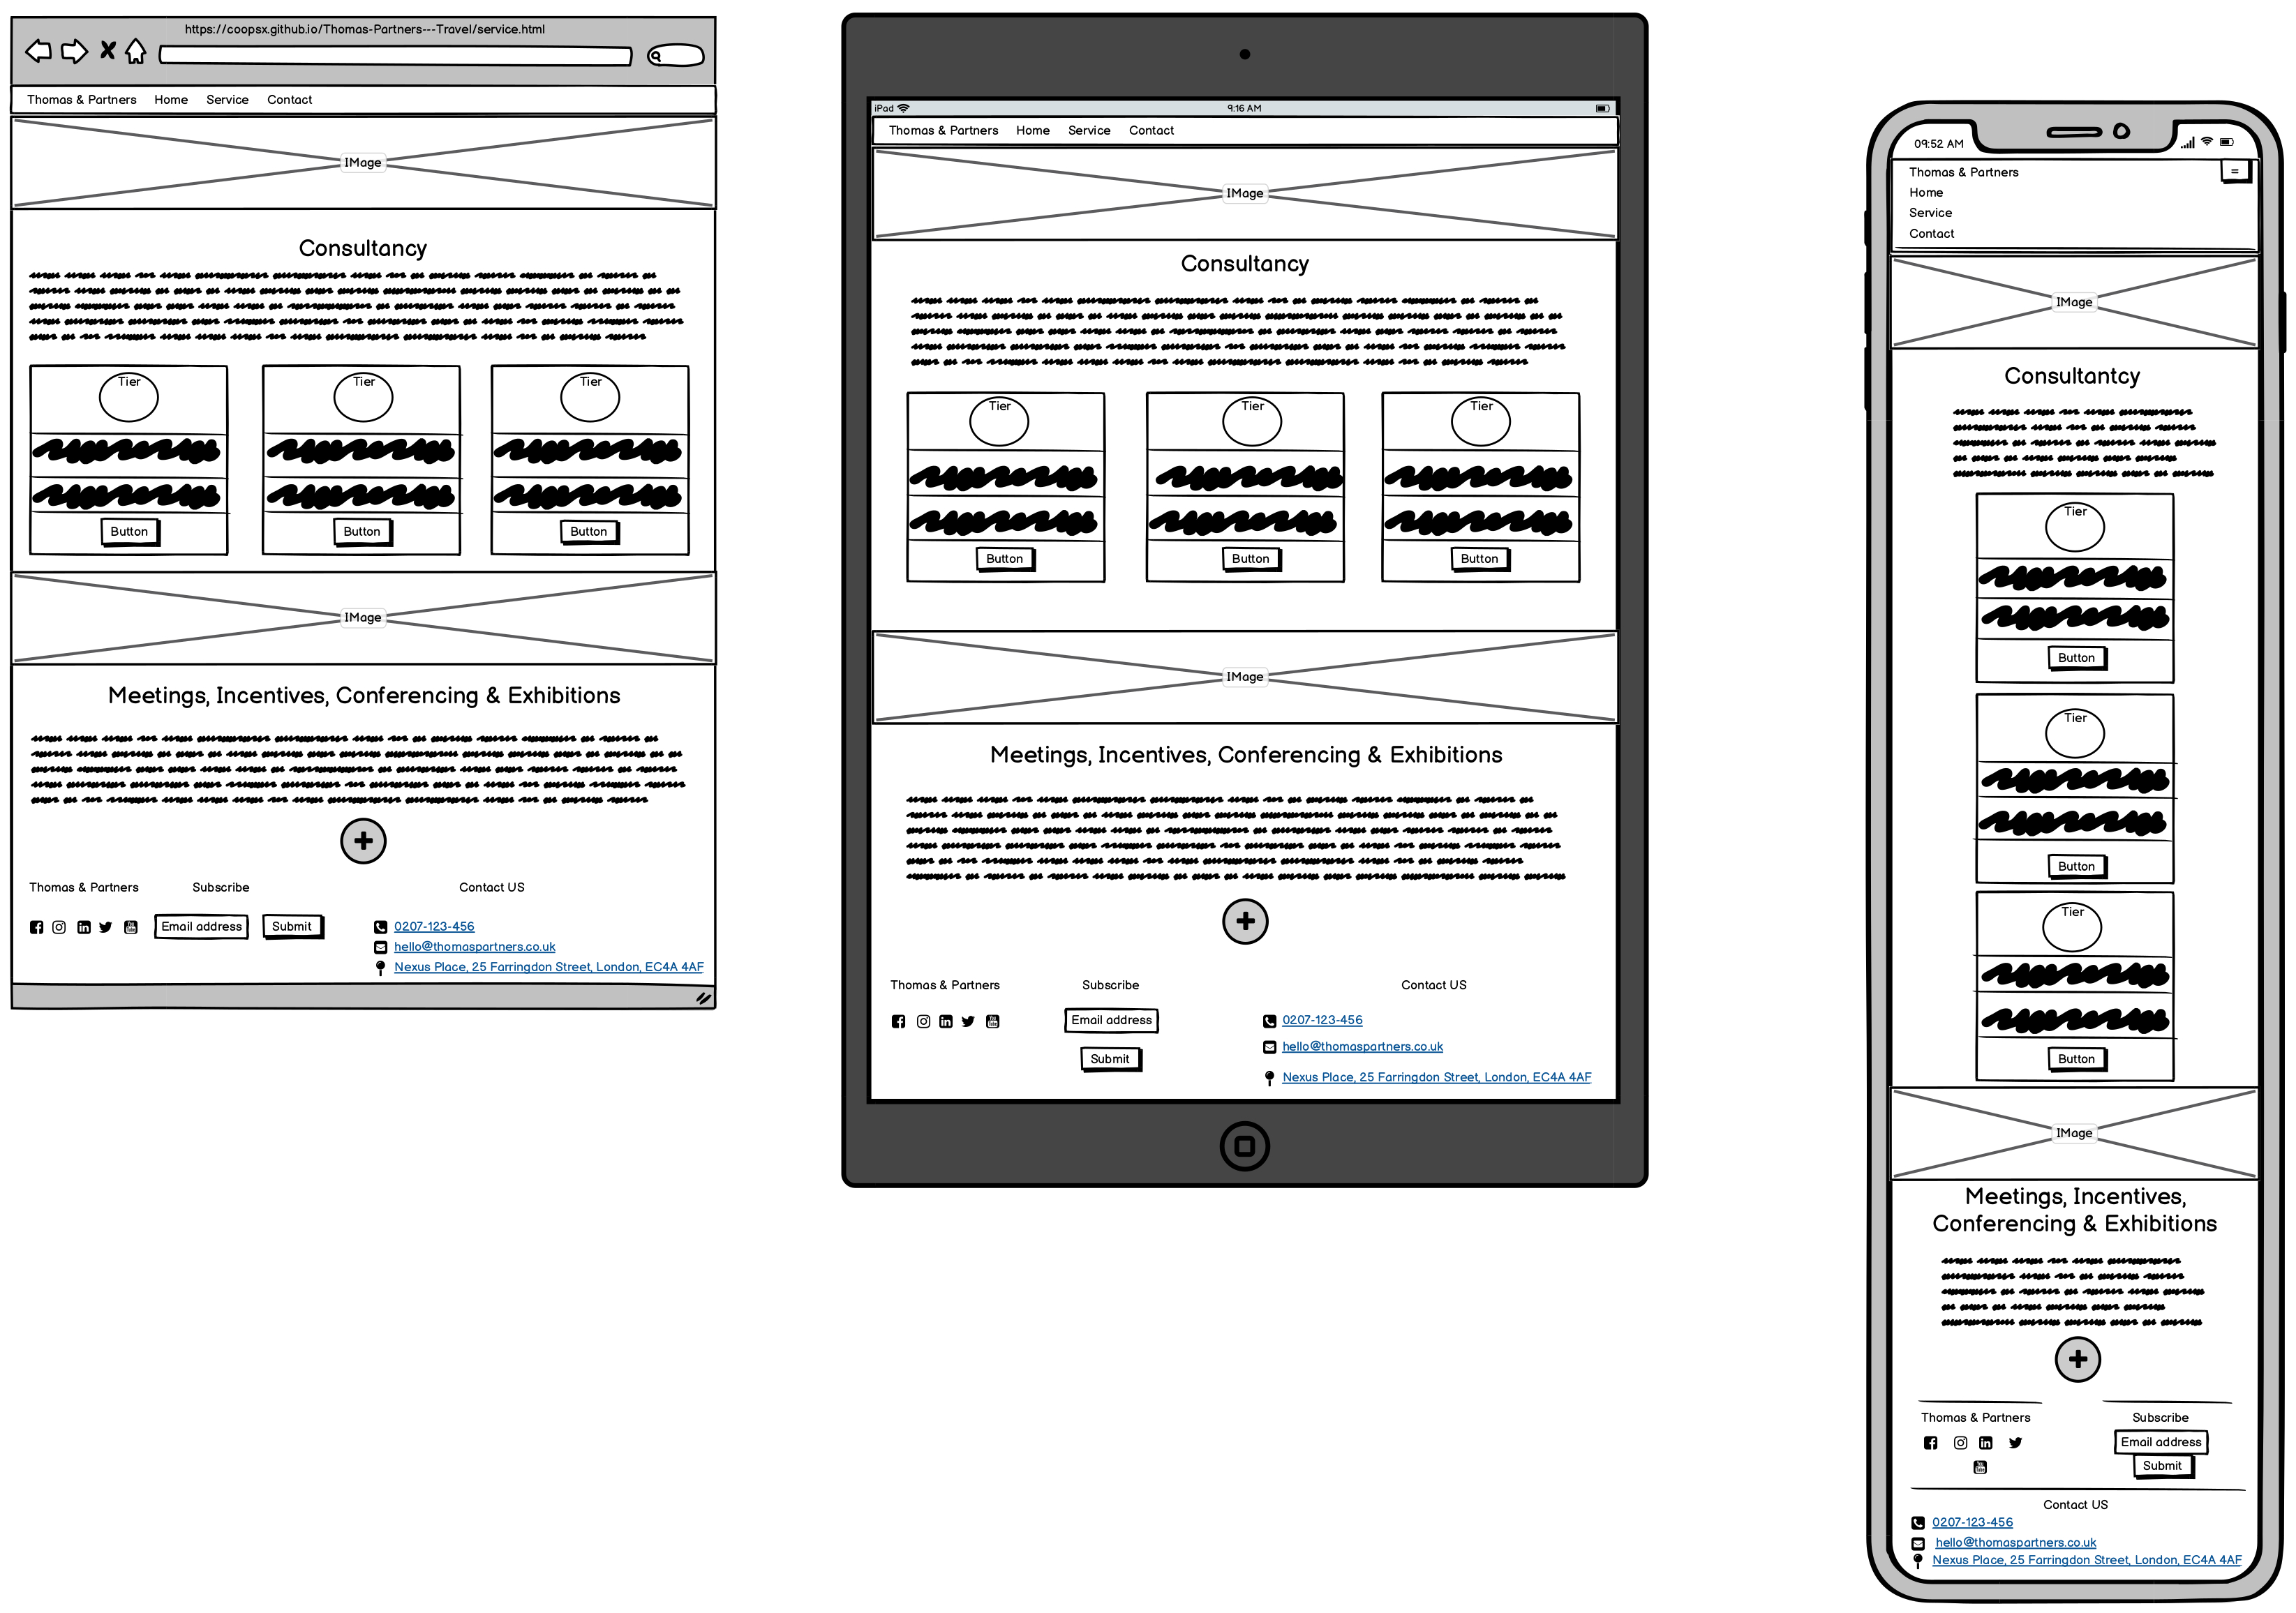 https://coopsx.github.io/Thomas-Partners---Travel/service.html
Thomas & Partners Home Service Contact
IMage
Consultancy
Tier Tier Tier
Button Button Button
IMage
Meetings, Incentives, Conferencing & Exhibitions
Thomas & Partners Subscribe Contact US
Email address Submit 0207-123-456
hello@thomaspartners.co.uk
Nexus Place, 25 Farringdon Street, London, EC4A 4AF
iPad 9:16 AM
Thomas & Partners Home Service Contact
IMage
Consultancy
Tier Tier Tier
Button Button Button
IMage
Meetings, Incentives, Conferencing & Exhibitions
Thomas & Partners Subscribe Contact US
Email address 0207-123-456
hello@thomaspartners.co.uk
Submit
Nexus Place, 25 Farringdon Street, London, EC4A 4AF
09:52 AM
Thomas & Partners
Home
Service
Contact
IMage
Consultantcy
Tier
Button
Tier
Button
Tier
Button
IMage
Meetings, Incentives,
Conferencing & Exhibitions
Thomas & Partners Subscribe
Email address
Submit
Contact US
0207-123-456
hello@thomaspartners.co.uk
Nexus Place, 25 Farringdon Street, London, EC4A 4AF